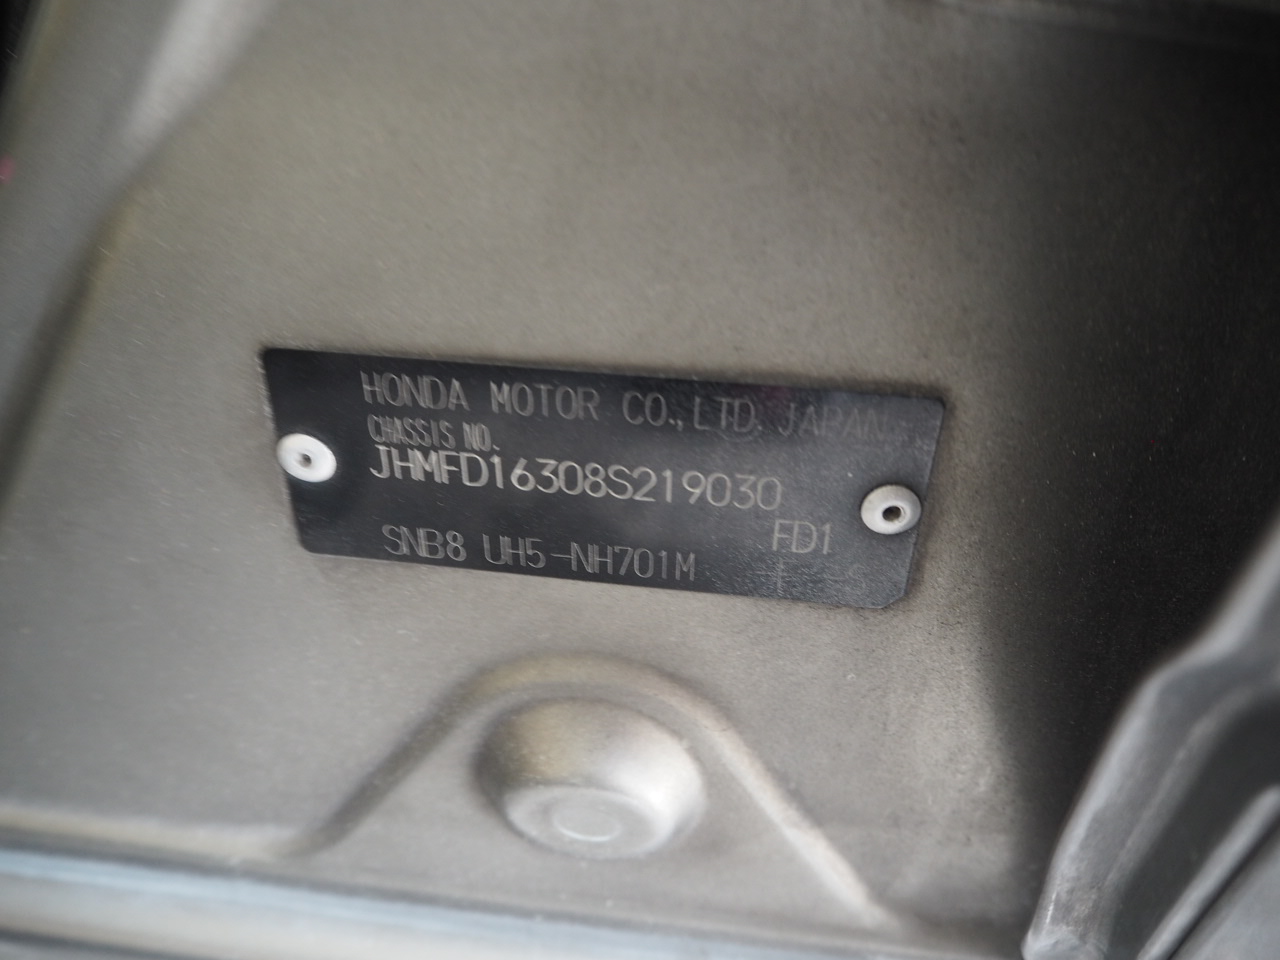 HONDA MOTOR CO.,LTD. JAPAN
CHASSIS NO.
JHMFD16308S219030
FD1
SNB8 UH5-NH701M